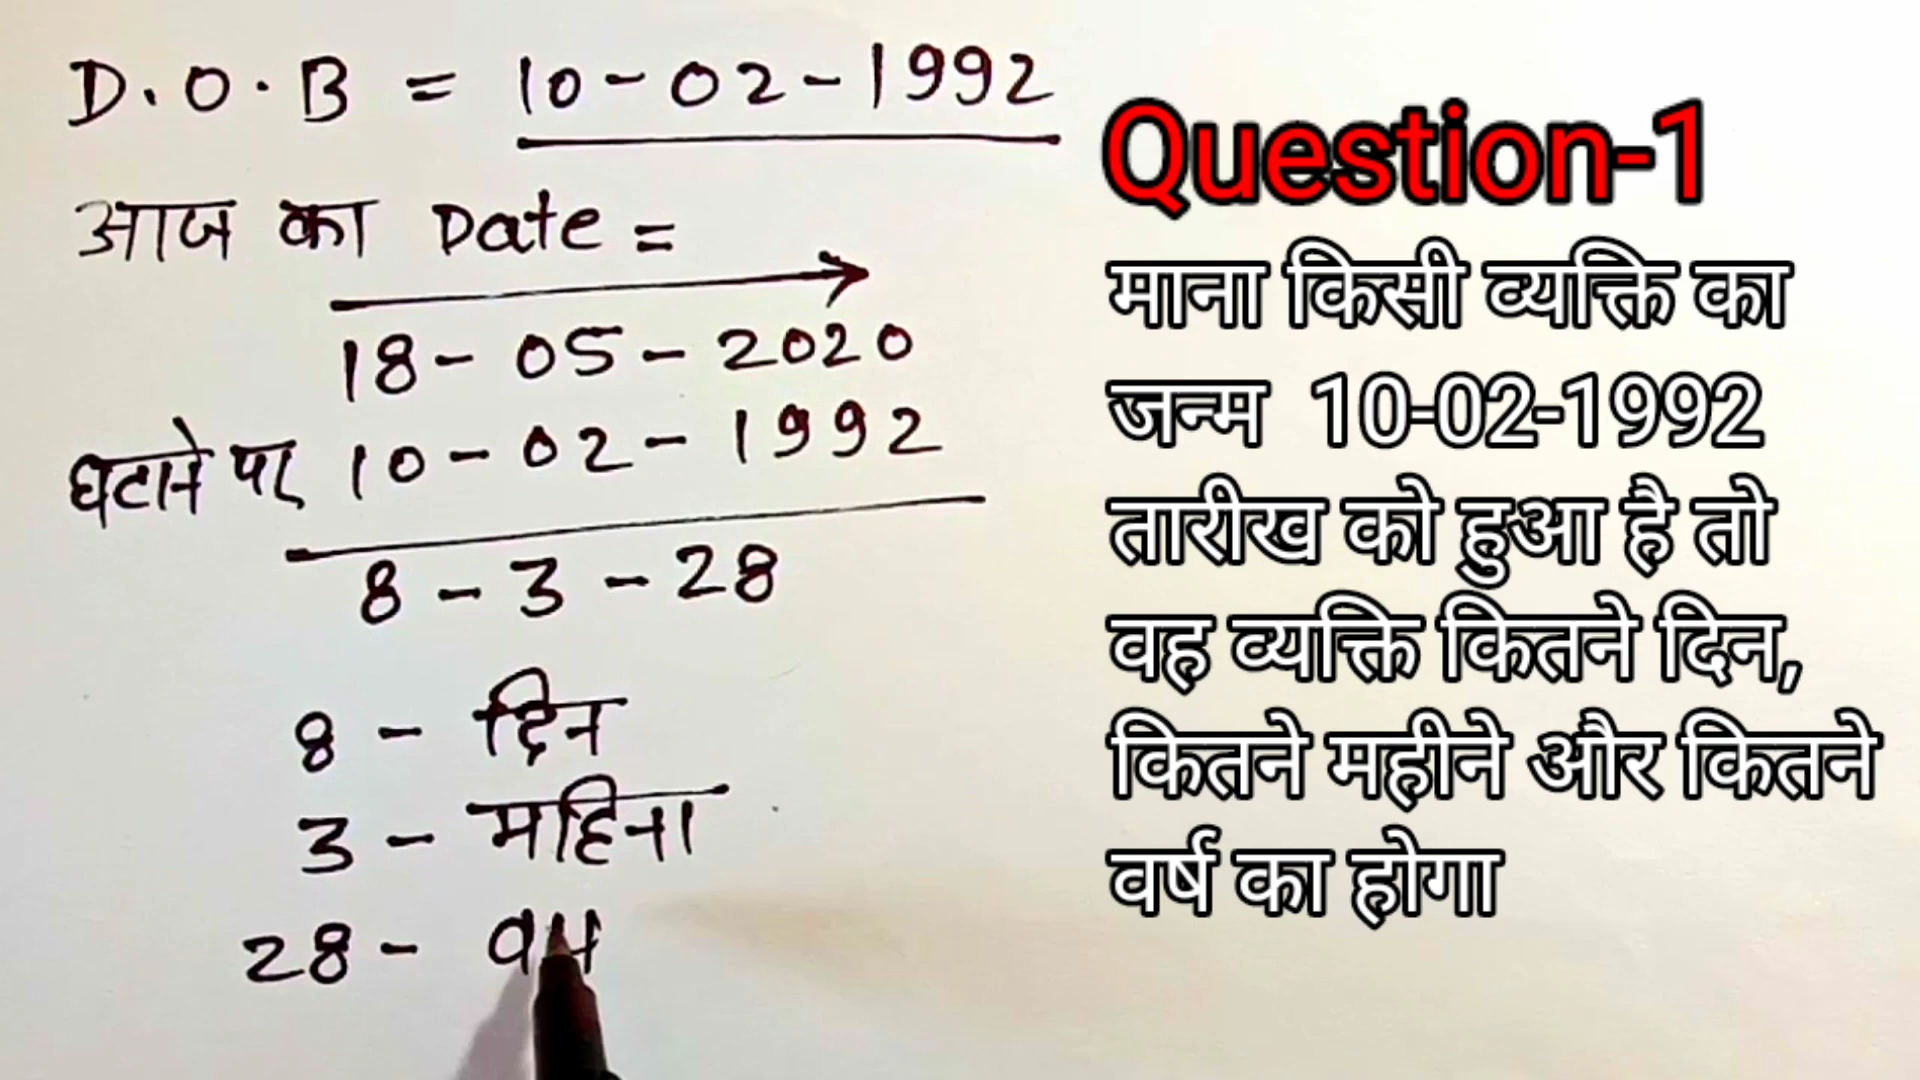 D.O.B = 10-02-1992
आज का Date =
18-05-2020
घटाने पर 10-02-1992
8-3-28
8 - दिन
3 - महिना
28 -
Question-1
माना किसी व्यक्ति का
जन्म 10-02-1992
तारीख को हुआ है तो
वह व्यक्ति कितने दिन,
कितने महीने और कितने
वर्ष का होगा